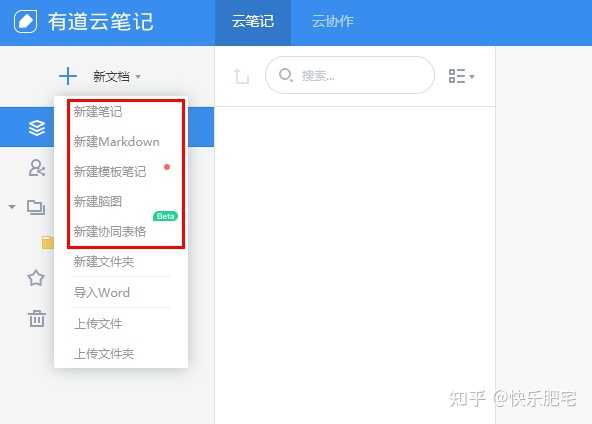 有道云笔记
云笔记
云协作
新文档
搜索...
新建笔记
新建Markdown
新建模板笔记
新建脑图
Beta
新建协同表格
新建文件夹
导入Word
上传文件
上传文件夹
知乎 @快乐肥宅